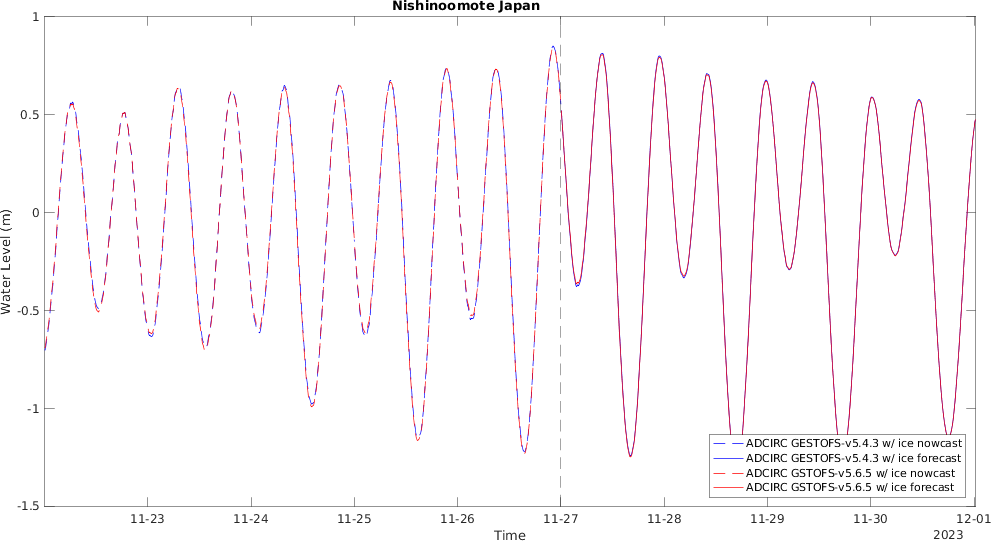 Nishinoomote Japan
1
0.5
0
-0.5
-1
-1.5
Water Level (m)
11-23
11-24
11-25
11-26
11-27
11-28
11-29
11-30
12-01
Time
2023
ADCIRC GESTOFS-v5.4.3 w/ ice nowcast
ADCIRC GESTOFS-v5.4.3 w/ ice forecast
ADCIRC GSTOFS-v5.6.5 w/ ice nowcast
ADCIRC GSTOFS-v5.6.5 w/ ice forecast